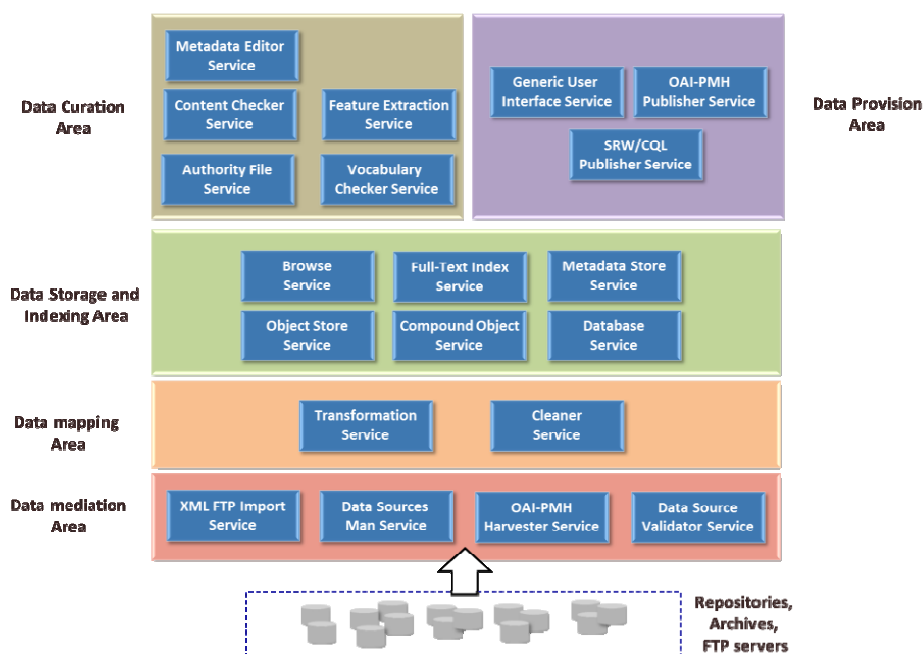 Data Curation
Area
Metadata Editor
Service
Content Checker
Service
Feature Extraction
Service
Authority File
Service
Vocabulary
Checker Service
Generic User
Interface Service
OAI-PMH
Publisher Service
SRW/CQL
Publisher Service
Data Provision
Area
Data Storage and
Indexing Area
Browse
Service
Full-Text Index
Service
Metadata Store
Service
Object Store
Service
Compound Object
Service
Database
Service
Data mapping
Area
Transformation
Service
Cleaner
Service
Data mediation
Area
XML FTP Import
Service
Data Sources
Man Service
OAI-PMH
Harvester Service
Data Source
Validator Service
Repositories,
Archives,
FTP servers